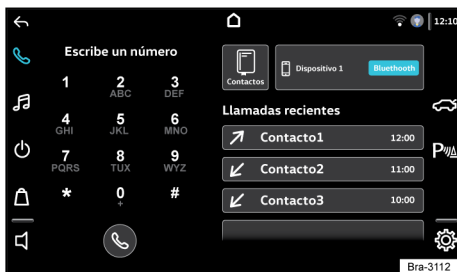 12:10
Escribe un número
1
2
ABC
3
DEF
4
GHI
5
JKL
6
MNO
7
PQRS
8
TUX
9
WYZ
*
0
+
#
Contactos
Dispositivo 1
Bluethooth
Llamadas recientes
Contacto1 12:00
Contacto2 11:00
Contacto3 10:00
P
Bra-3112